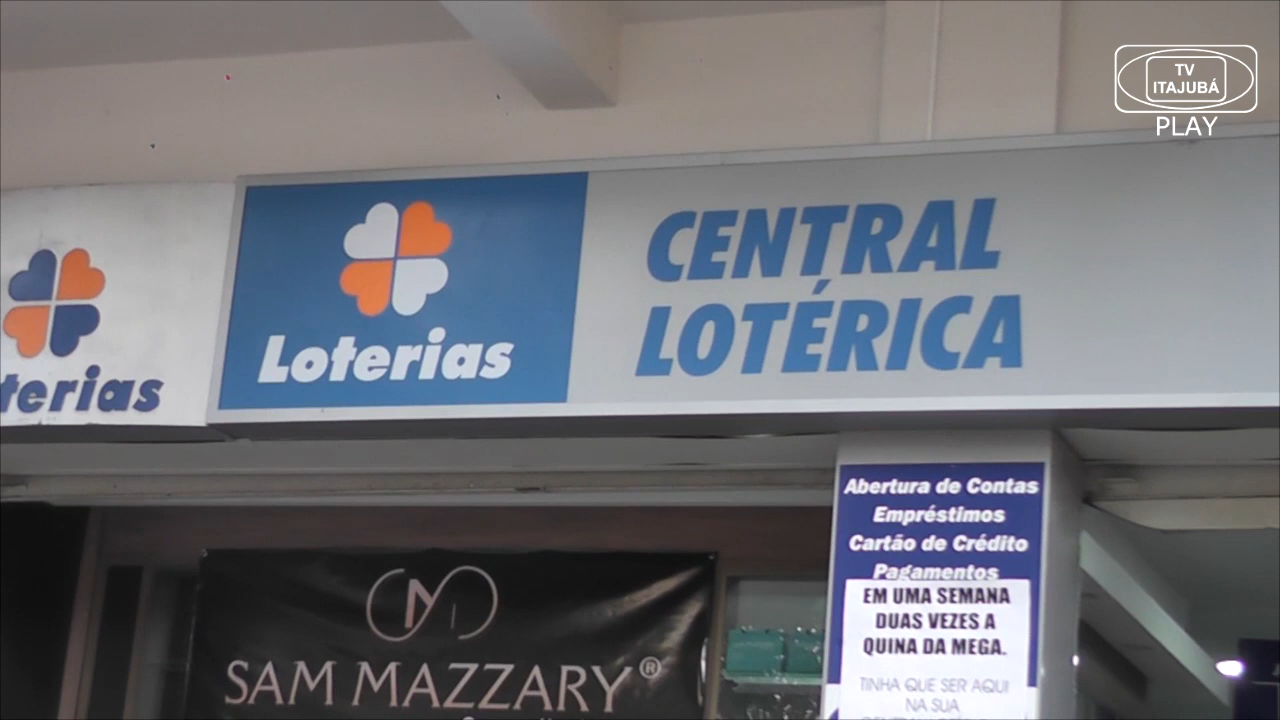 TV
ITAJUBÁ
PLAY
terias
Loterias
CENTRAL
LOTÉRICA
Abertura de Contas
Empréstimos
Cartão de Crédito
Pagamentos
EM UMA SEMANA
DUAS VEZES A
QUINA DA MEGA.
TINHA QUE SER AQUI
NA SUA
SAM MAZZARY®